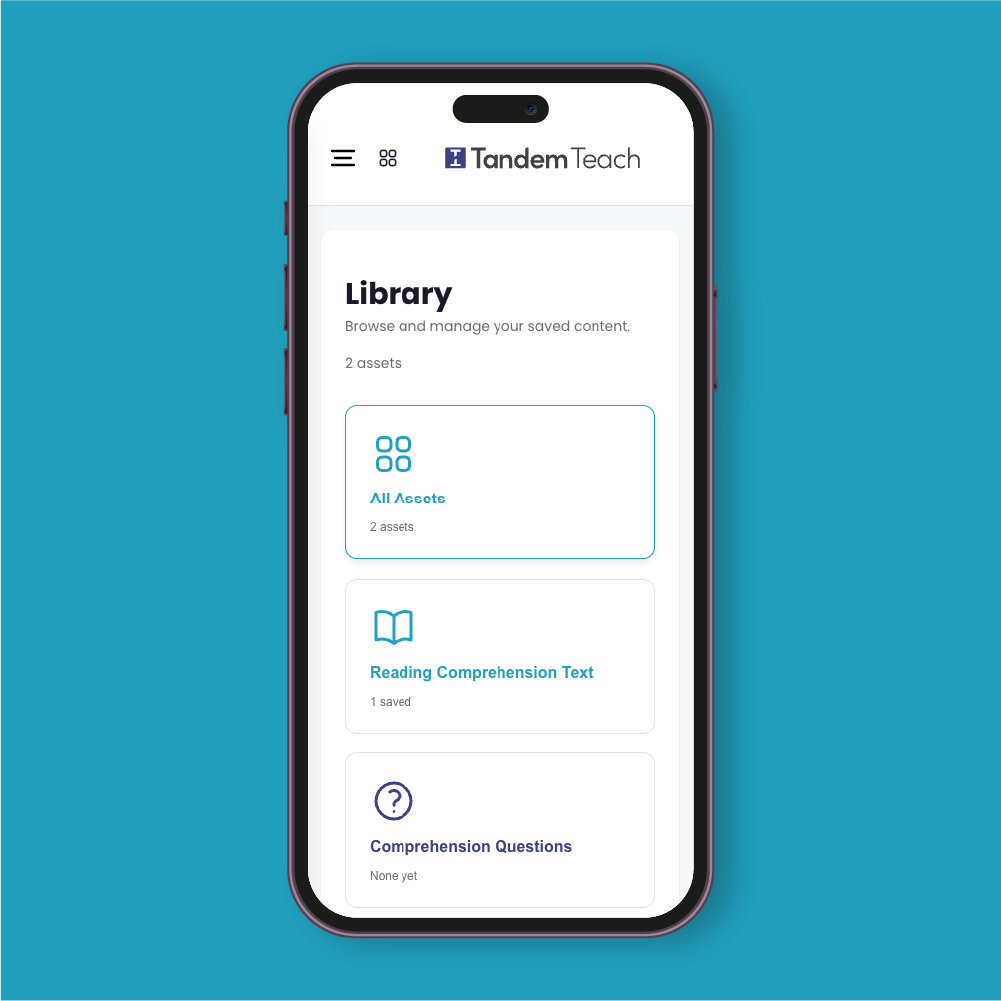 Tandem Teach
Library
Browse and manage your saved content.
2 assets
All Assets
2 assets
Reading Comprehension Text
1 saved
?
Comprehension Questions
None yet